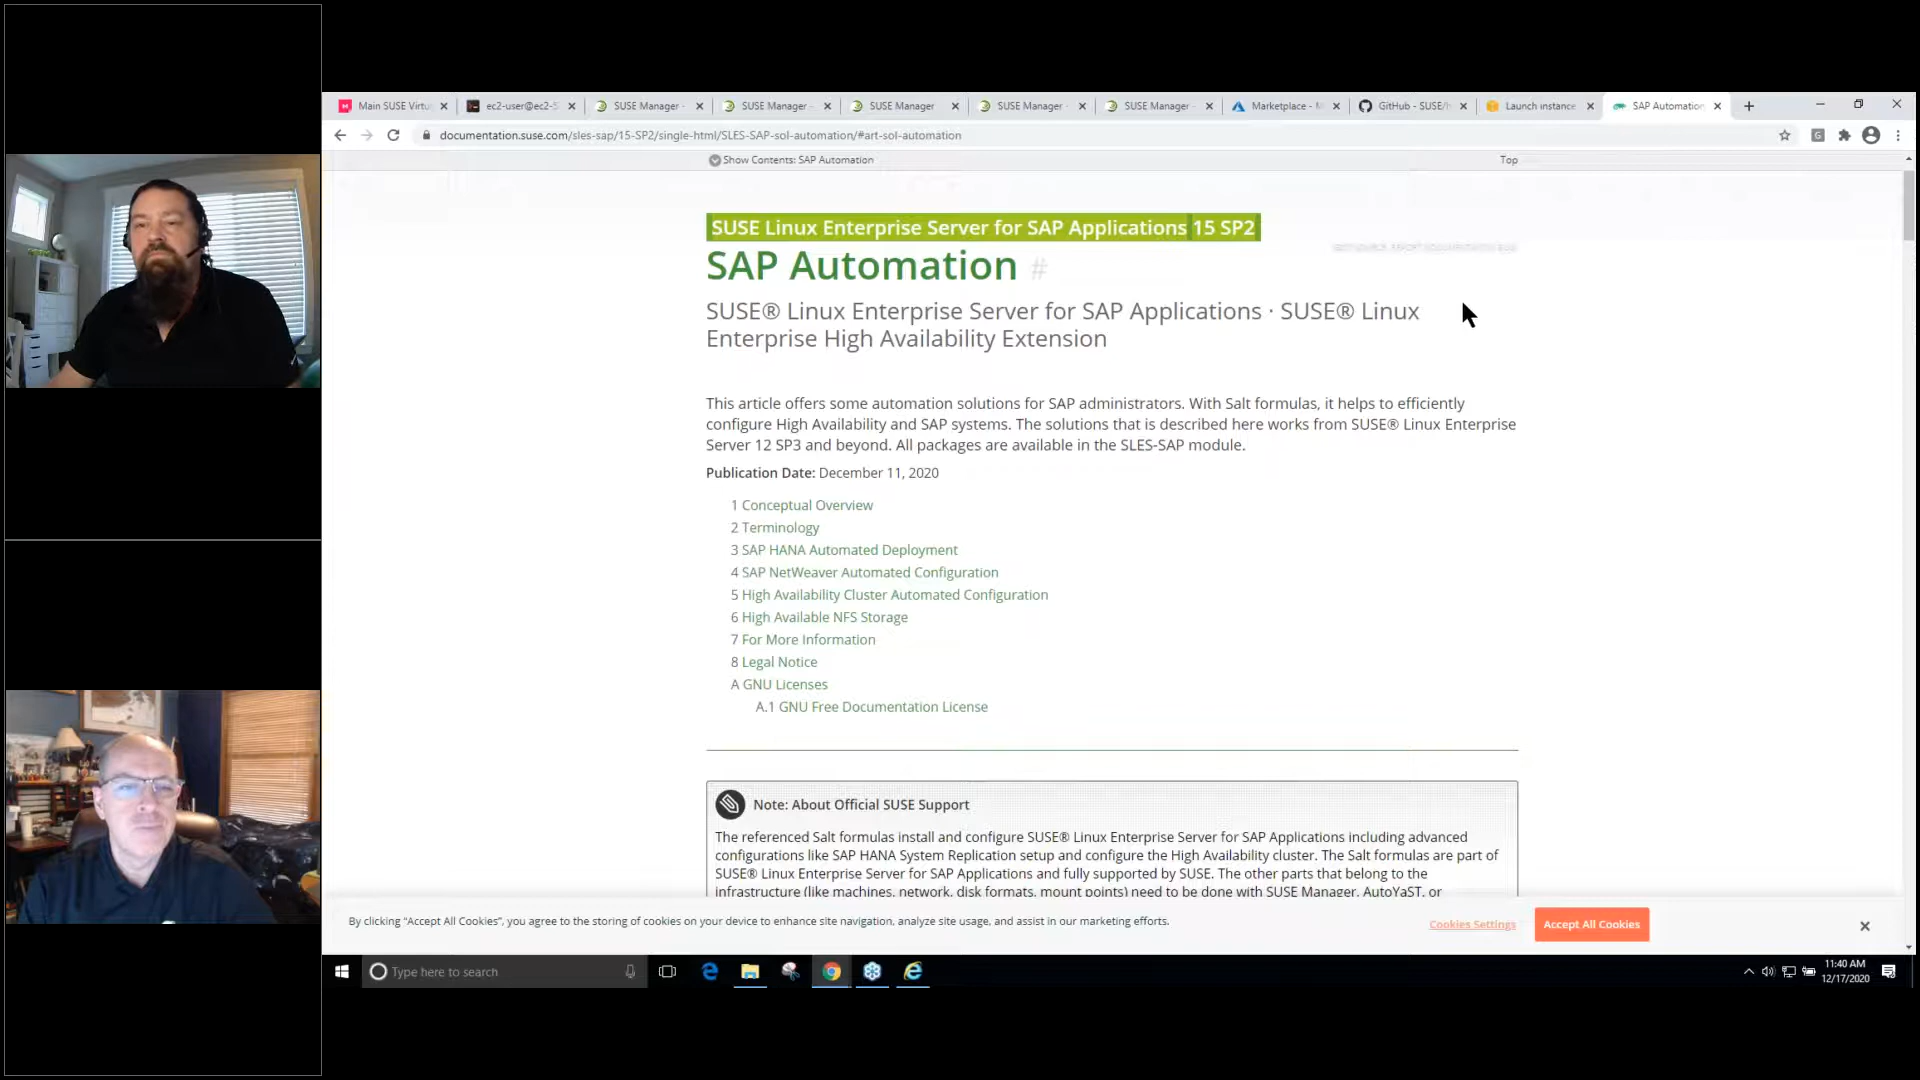 Main SUSE Virtu
ec2-user@ec2-5
SUSE Manager -
SUSE Manager -
SUSE Manager
SUSE Manager -
SUSE Manager -
Marketplace - M
GitHub - SUSE/h
Launch instance
SAP Automation
documentation.suse.com/sles-sap/15-SP2/single-html/SLES-SAP-sol-automation/#art-sol-automation
Show Contents: SAP Automation
Top
SUSE Linux Enterprise Server for SAP Applications 15 SP2
SAP Automation #
SUSE® Linux Enterprise Server for SAP Applications · SUSE® Linux
Enterprise High Availability Extension
This article offers some automation solutions for SAP administrators. With Salt formulas, it helps to efficiently
configure High Availability and SAP systems. The solutions that is described here works from SUSE® Linux Enterprise
Server 12 SP3 and beyond. All packages are available in the SLES-SAP module.
Publication Date: December 11, 2020
1 Conceptual Overview
2 Terminology
3 SAP HANA Automated Deployment
4 SAP NetWeaver Automated Configuration
5 High Availability Cluster Automated Configuration
6 High Available NFS Storage
7 For More Information
8 Legal Notice
A GNU Licenses
A.1 GNU Free Documentation License
Note: About Official SUSE Support
The referenced Salt formulas install and configure SUSE® Linux Enterprise Server for SAP Applications including advanced
configurations like SAP HANA System Replication setup and configure the High Availability cluster. The Salt formulas are part of
SUSE® Linux Enterprise Server for SAP Applications and fully supported by SUSE. The other parts that belong to the
infrastructure (like machines, network, disk formats, mount points) need to be done with SUSE Manager, AutoYaST, or
By clicking “Accept All Cookies”, you agree to the storing of cookies on your device to enhance site navigation, analyze site usage, and assist in our marketing efforts.
Cookies Settings
Accept All Cookies
Type here to search
11:40 AM
12/17/2020